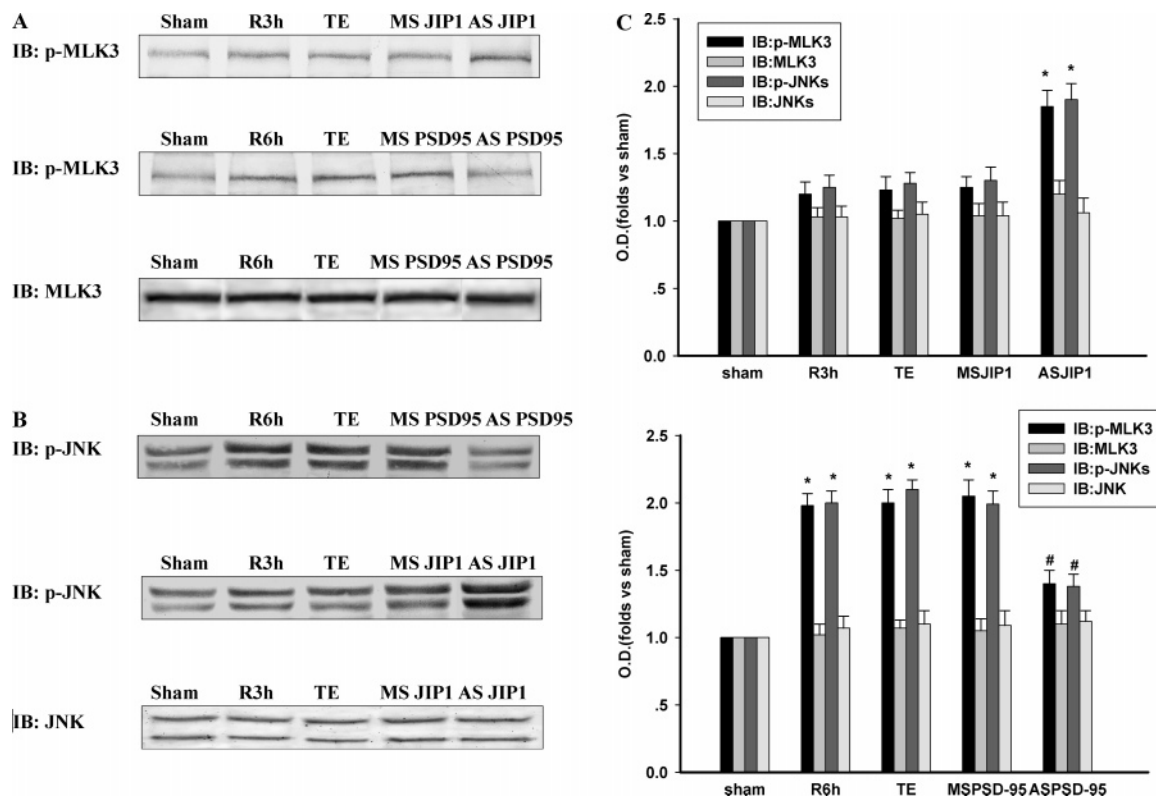 A
Sham R3h TE MS JIP1 AS JIP1
IB: p-MLK3
Sham R6h TE MS PSD95 AS PSD95
IB: p-MLK3
Sham R6h TE MS PSD95 AS PSD95
IB: MLK3
B
Sham R6h TE MS PSD95 AS PSD95
IB: p-JNK
Sham R3h TE MS JIP1 AS JIP1
IB: p-JNK
Sham R3h TE MS JIP1 AS JIP1
IB: JNK
C
2.5
2.0
1.5
1.0
.5
0.0
O.D.(folds vs sham)
IB:p-MLK3
IB:MLK3
IB:p-JNKs
IB:JNKs
* *
sham R3h TE MSJIP1 ASJIP1
2.5
2.0
1.5
1.0
.5
0.0
O.D.(folds vs sham)
IB:p-MLK3
IB:MLK3
IB:p-JNKs
IB:JNK
* * * * * * # #
sham R6h TE MSPSD-95 ASPSD-95